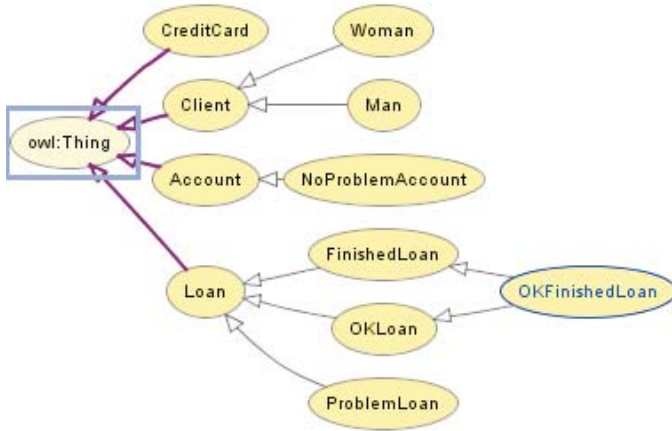 CreditCard
Woman
Client
Man
owl:Thing
Account
NoProblemAccount
FinishedLoan
Loan
OKFinishedLoan
OKLoan
ProblemLoan